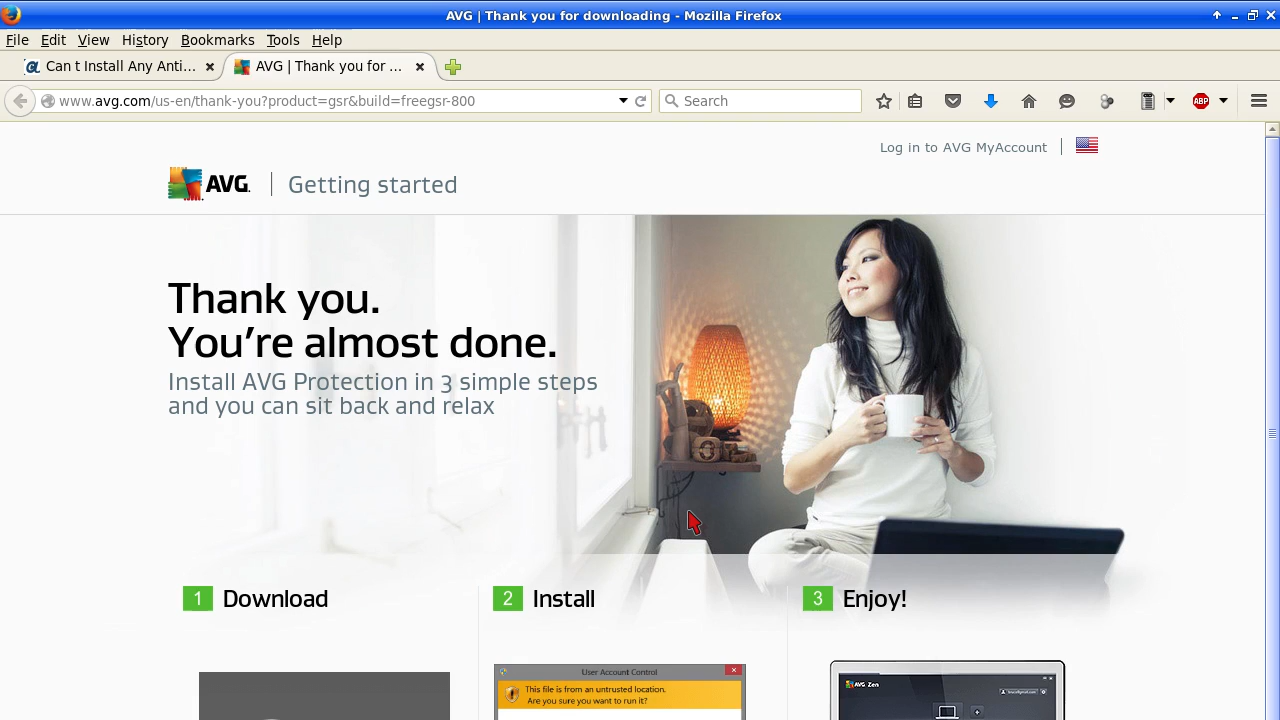 AVG | Thank you for downloading - Mozilla Firefox
File Edit View History Bookmarks Tools Help
Can t Install Any Anti...
AVG | Thank you for ...
www.avg.com/us-en/thank-you?product=gsr&build=freegsr-800
Search
ABP
Log in to AVG MyAccount
AVG
Getting started
Thank you.
You're almost done.
Install AVG Protection in 3 simple steps
and you can sit back and relax
1 Download
2 Install
3 Enjoy!
User Account Control
This file is from an untrusted location.
Are you sure you want to run it?
AVG Zen